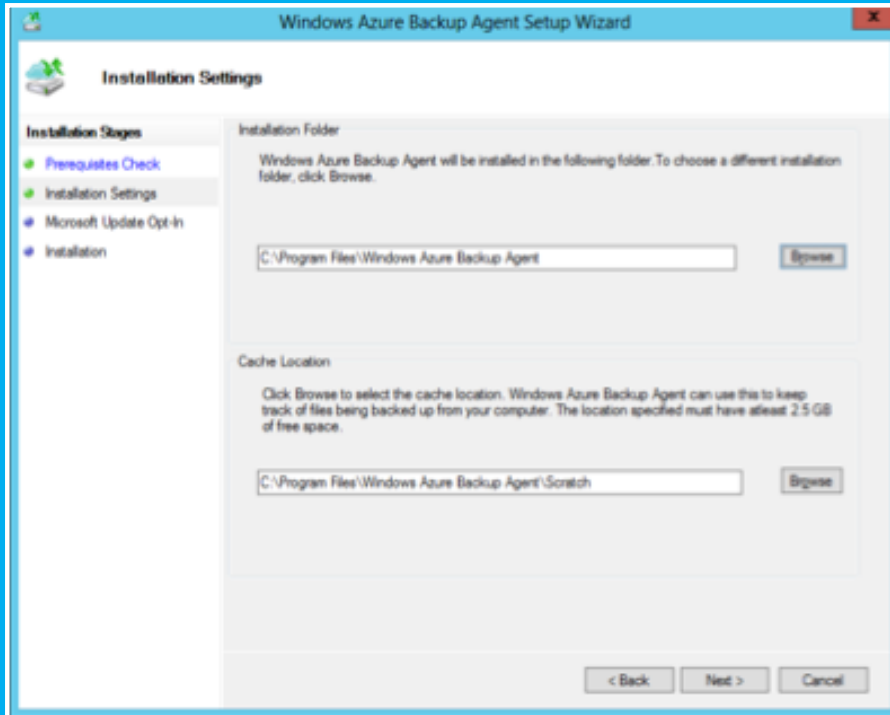 Windows Azure Backup Agent Setup Wizard
x
Installation Settings
Installation Stages
Prerequistes Check
Installation Settings
Microsoft Update Opt-In
Installation
Installation Folder
Windows Azure Backup Agent will be installed in the following folder.To choose a different installation
folder, click Browse.
C:\Program Files\Windows Azure Backup Agent
Browse
Cache Location
Click Browse to select the cache location. Windows Azure Backup Agent can use this to keep
track of files being backed up from your computer. The location specified must have atleast 2.5 GB
of free space.
C:\Program Files\Windows Azure Backup Agent\Scratch
Browse
< Back
Next >
Cancel